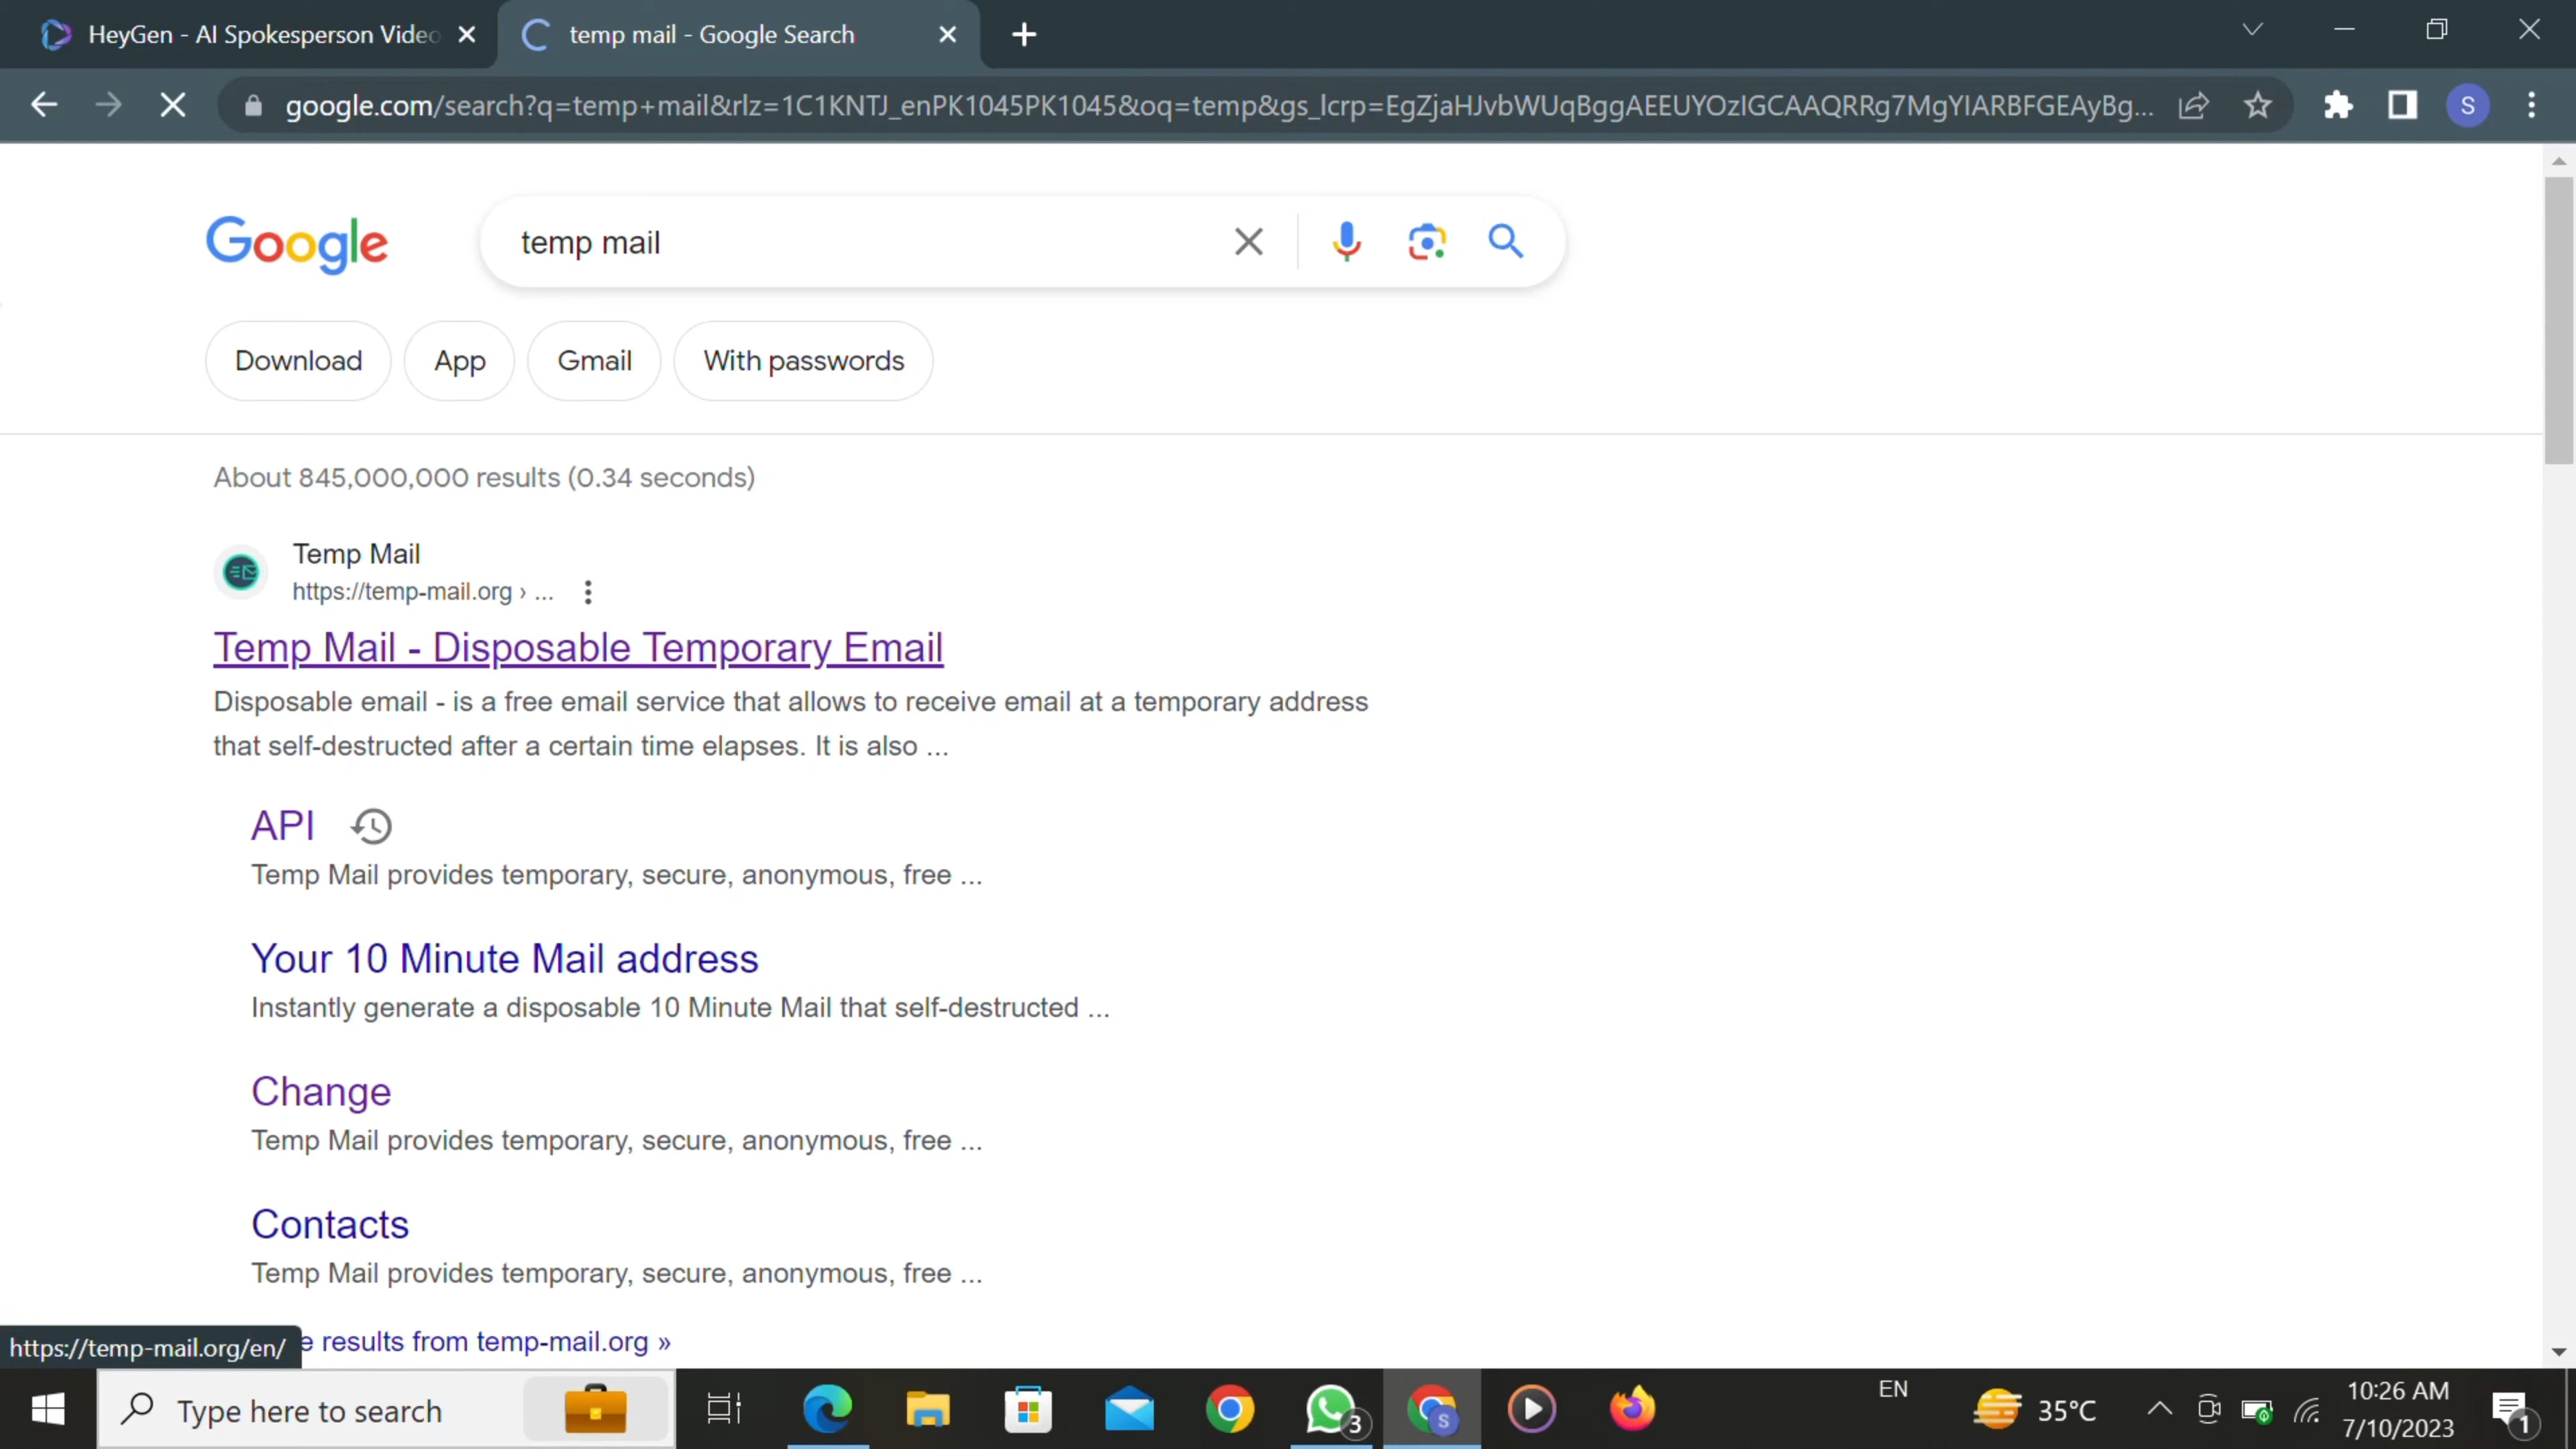 HeyGen - AI Spokesperson Video
temp mail - Google Search
google.com/search?q=temp+mail&rlz=1C1KNTJ_enPK1045PK1045&oq=temp&gs_lcrp=EgZjaHJvbWUqBggAEEUYOzIGCAAQRRg7MgYIARBFGEAyBg...
S
Google
temp mail
Download
App
Gmail
With passwords
About 845,000,000 results (0.34 seconds)
Temp Mail
https://temp-mail.org › ...
Temp Mail - Disposable Temporary Email
Disposable email - is a free email service that allows to receive email at a temporary address
that self-destructed after a certain time elapses. It is also ...
API
Temp Mail provides temporary, secure, anonymous, free ...
Your 10 Minute Mail address
Instantly generate a disposable 10 Minute Mail that self-destructed ...
Change
Temp Mail provides temporary, secure, anonymous, free ...
Contacts
Temp Mail provides temporary, secure, anonymous, free ...
e results from temp-mail.org »
https://temp-mail.org/en/
Type here to search
3
S
EN
35°C
10:26 AM
7/10/2023
1